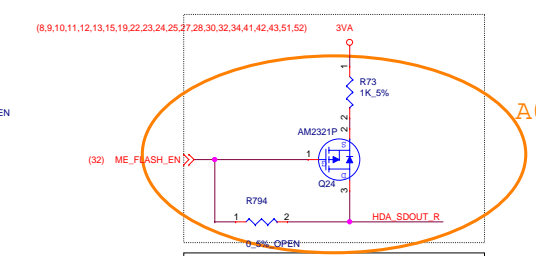 (8,9,10,11,12,13,15,19,22,23,24,25,27,28,30,32,34,41,42,43,51,52) 3VA
1
R73
1K_5%
2
2
AM2321P
S
EN
(32) ME_FLASH_EN
1
G
D
Q24
3
R794
1 2
HDA_SDOUT_R
0_5%_OPEN